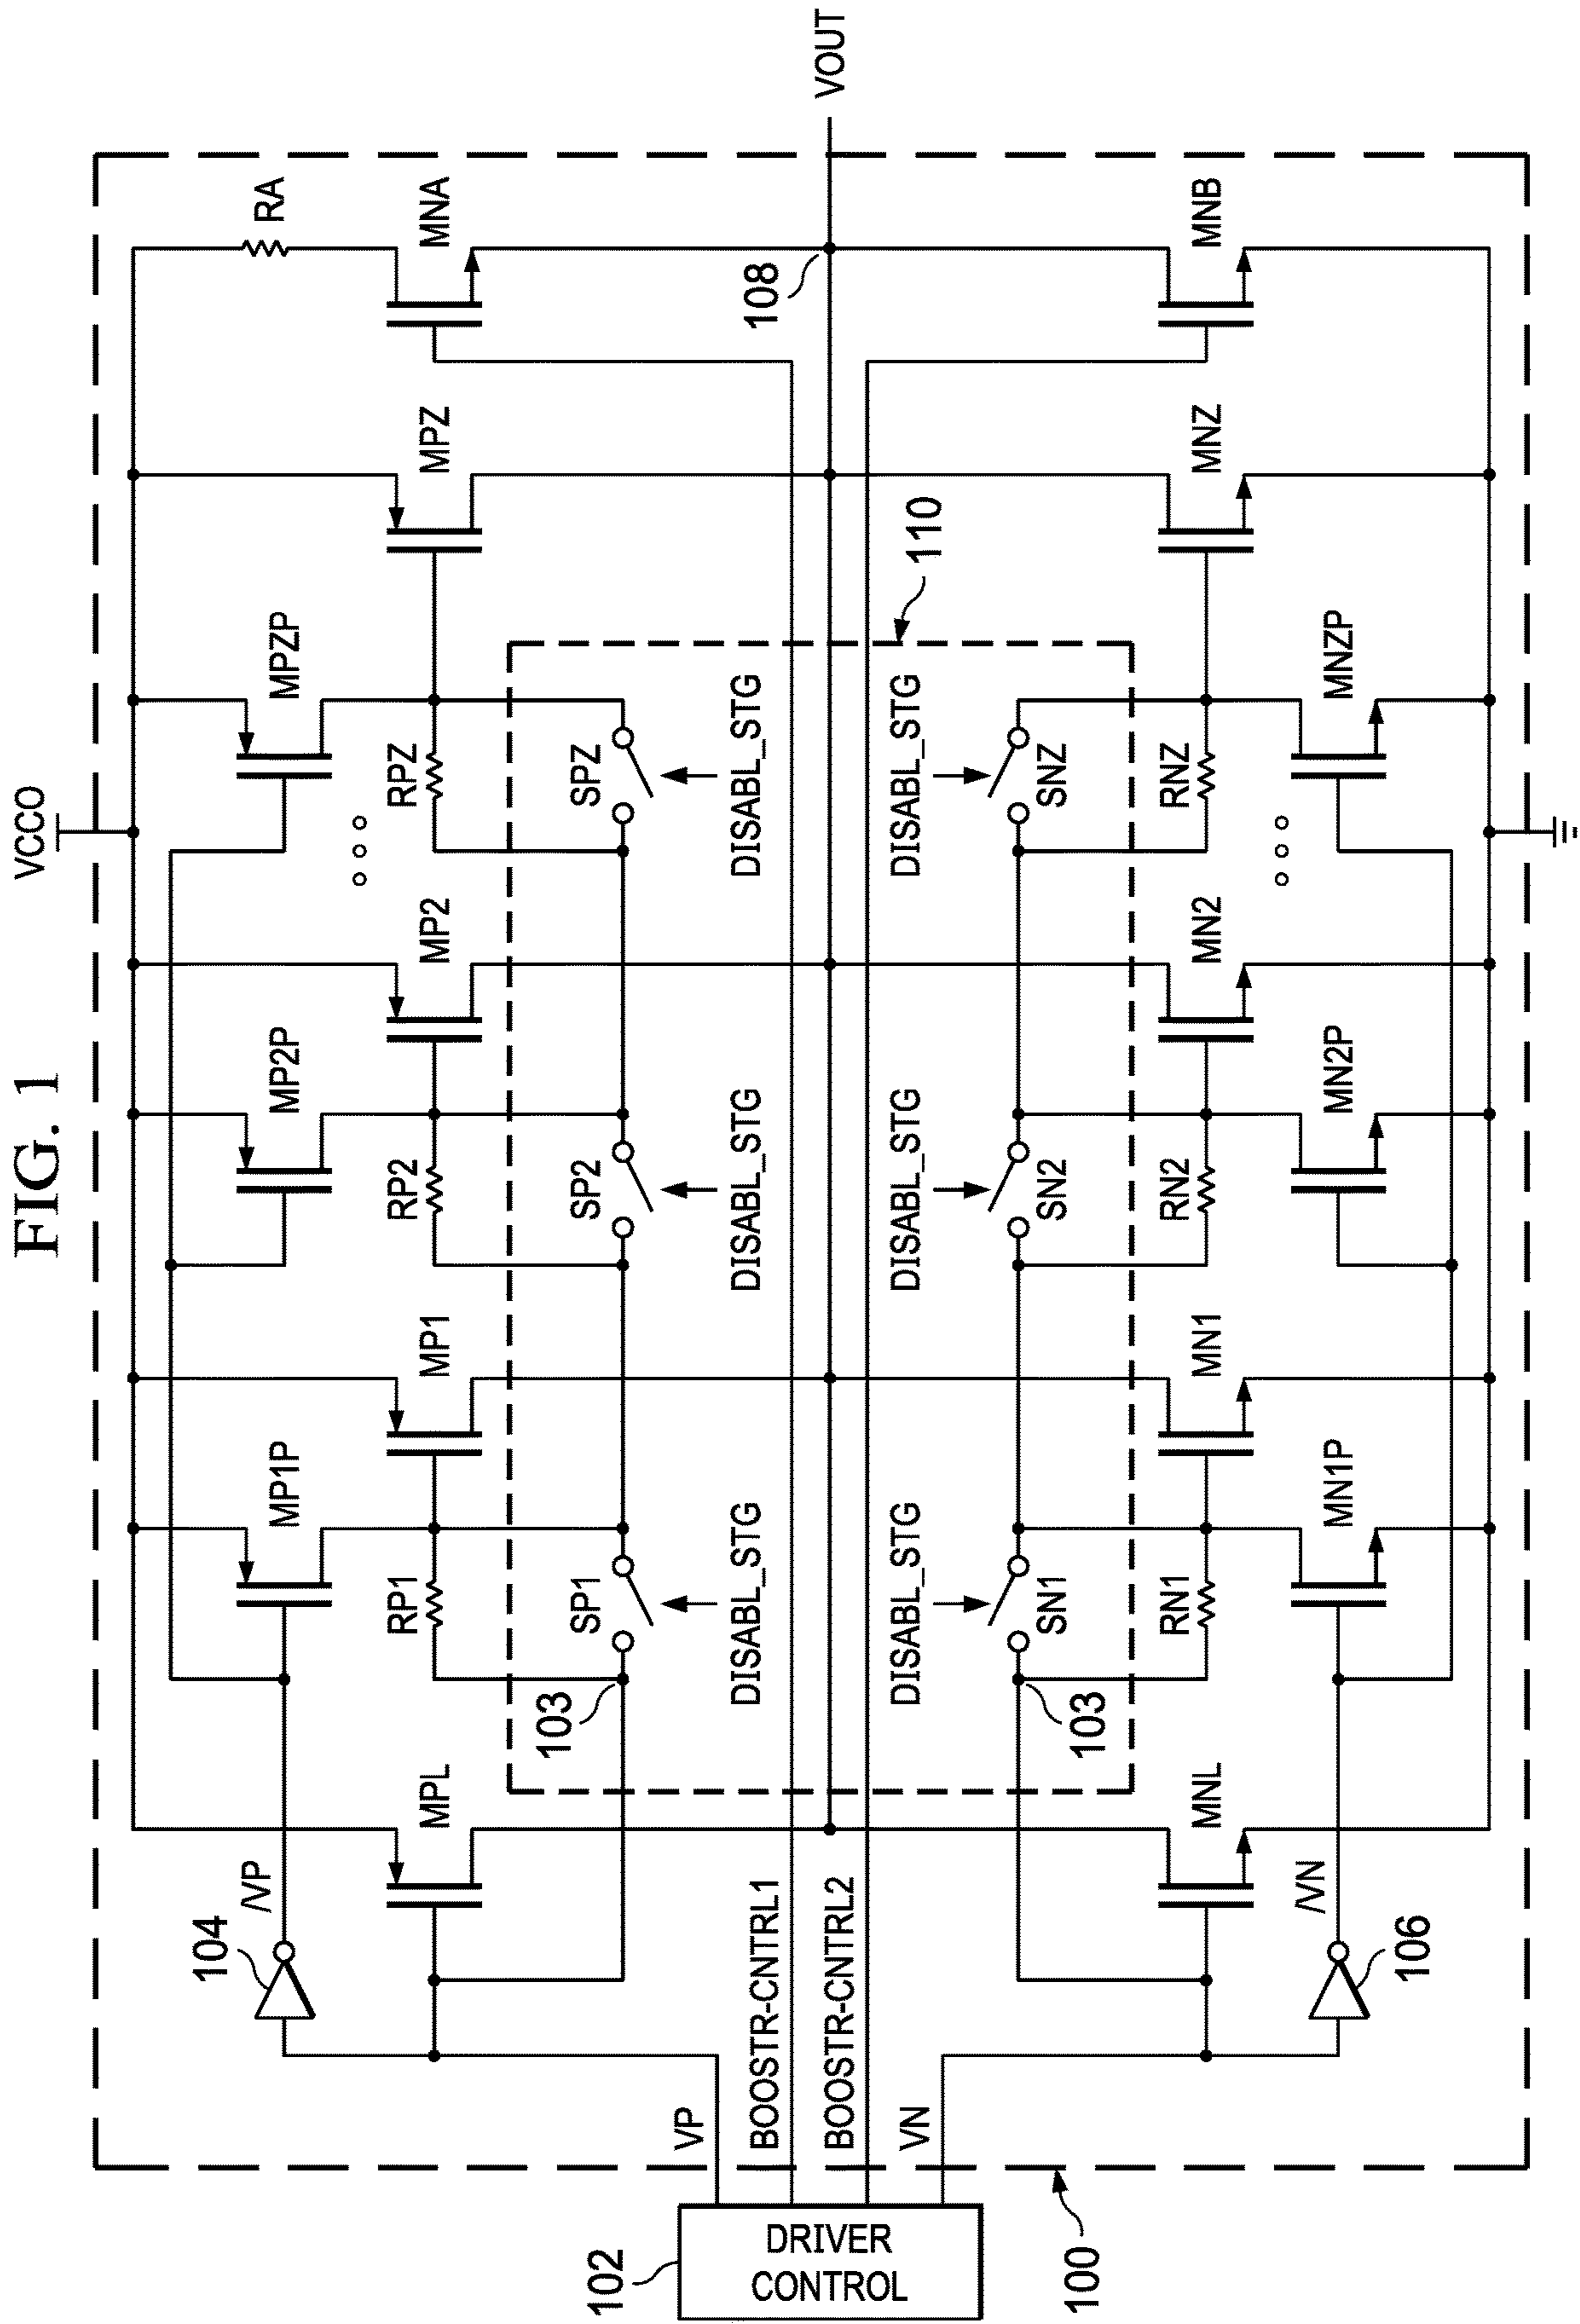 FIG. 1
VCCO
/VP
104
MP1P
MP2P
MPZP
RA
MPL
RP1
MP1
RP2
MP2
RPZ
MPZ
MNA
103
SP1
SP2
SPZ
VP
DISABL_STG
DISABL_STG
DISABL_STG
108
BOOSTR-CNTRL1
VOUT
BOOSTR-CNTRL2
102
DRIVER
CONTROL
VN
DISABL_STG
DISABL_STG
DISABL_STG
110
100
103
SN1
SN2
SNZ
MNL
RN1
MN1
RN2
MN2
RNZ
MNZ
MNB
/VN
106
MN1P
MN2P
MNZP